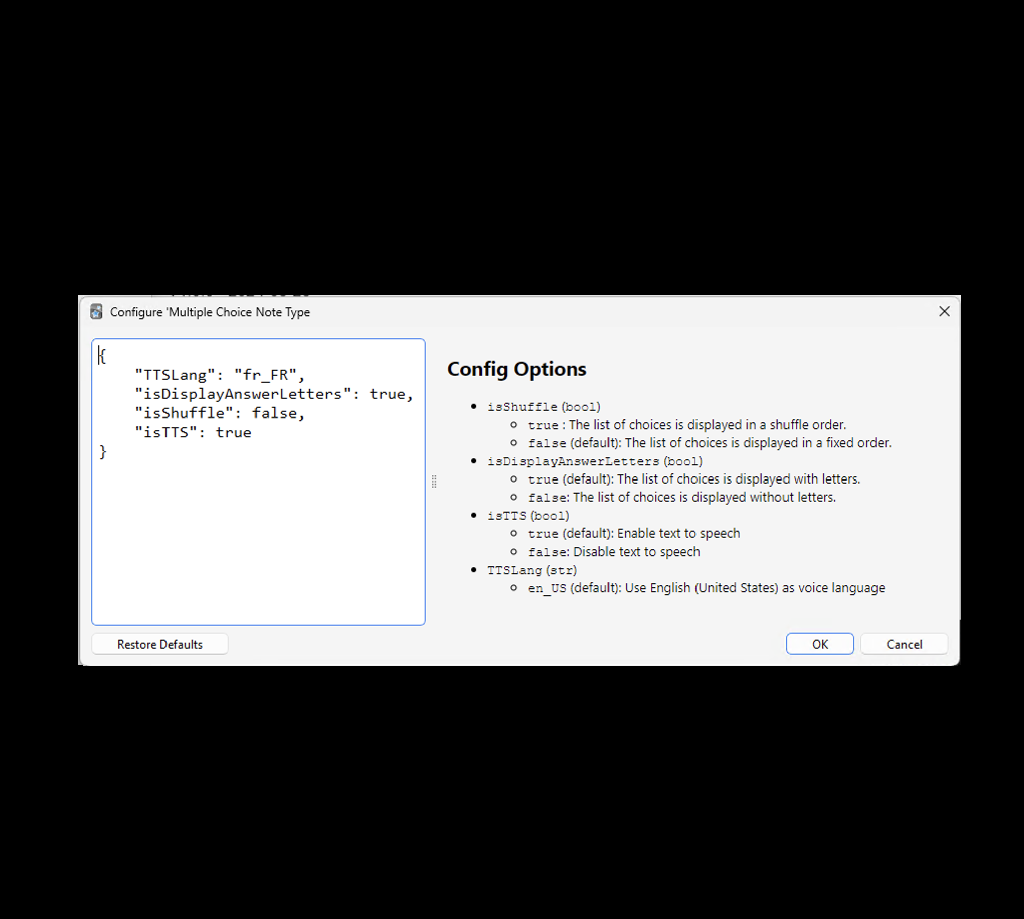 Configure 'Multiple Choice Note Type
{
"TTSLang": "fr_FR",
"isDisplayAnswerLetters": true,
"isShuffle": false,
"isTTS": true
}
Config Options
isShuffle (bool)
true : The list of choices is displayed in a shuffle order.
false (default): The list of choices is displayed in a fixed order.
isDisplayAnswerLetters (bool)
true (default): The list of choices is displayed with letters.
false: The list of choices is displayed without letters.
isTTS (bool)
true (default): Enable text to speech
false: Disable text to speech
TTSLang (str)
en_US (default): Use English (United States) as voice language
Restore Defaults
OK
Cancel